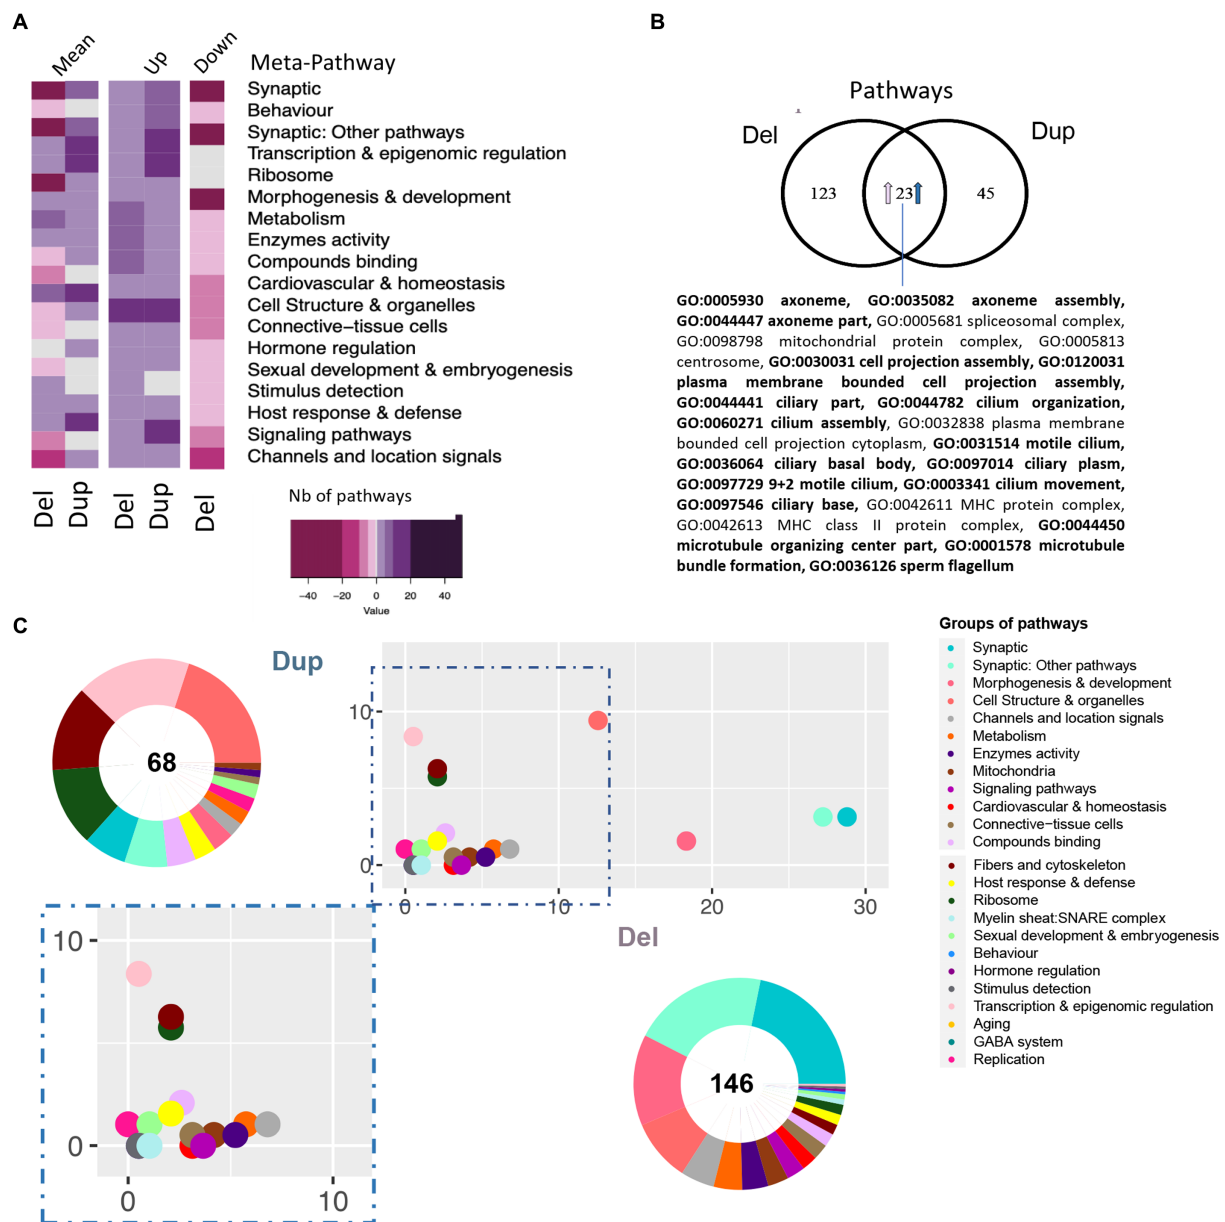 A
Mean
Up
Down
Meta-Pathway
Synaptic
Behaviour
Synaptic: Other pathways
Transcription & epigenomic regulation
Ribosome
Morphogenesis & development
Metabolism
Enzymes activity
Compounds binding
Cardiovascular & homeostasis
Cell Structure & organelles
Connective−tissue cells
Hormone regulation
Sexual development & embryogenesis
Stimulus detection
Host response & defense
Signaling pathways
Channels and location signals
Del
Dup
Del
Dup
Del
Nb of pathways
−40 −20 0 20 40
Value
B
Pathways
Del
Dup
123
23
45
GO:0005930 axoneme, GO:0035082 axoneme assembly,
GO:0044447 axoneme part, GO:0005681 spliceosomal complex,
GO:0098798 mitochondrial protein complex, GO:0005813
centrosome, GO:0030031 cell projection assembly, GO:0120031
plasma membrane bounded cell projection assembly,
GO:0044441 ciliary part, GO:0044782 cilium organization,
GO:0060271 cilium assembly, GO:0032838 plasma membrane
bounded cell projection cytoplasm, GO:0031514 motile cilium,
GO:0036064 ciliary basal body, GO:0097014 ciliary plasm,
GO:0097729 9+2 motile cilium, GO:0003341 cilium movement,
GO:0097546 ciliary base, GO:0042611 MHC protein complex,
GO:0042613 MHC class II protein complex, GO:0044450
microtubule organizing center part, GO:0001578 microtubule
bundle formation, GO:0036126 sperm flagellum
C
68
Dup
10
0
0 10 20 30
Del
10
0
0 10
146
Groups of pathways
Synaptic
Synaptic: Other pathways
Morphogenesis & development
Cell Structure & organelles
Channels and location signals
Metabolism
Enzymes activity
Mitochondria
Signaling pathways
Cardiovascular & homeostasis
Connective−tissue cells
Compounds binding
Fibers and cytoskeleton
Host response & defense
Ribosome
Myelin sheat:SNARE complex
Sexual development & embryogenesis
Behaviour
Hormone regulation
Stimulus detection
Transcription & epigenomic regulation
Aging
GABA system
Replication